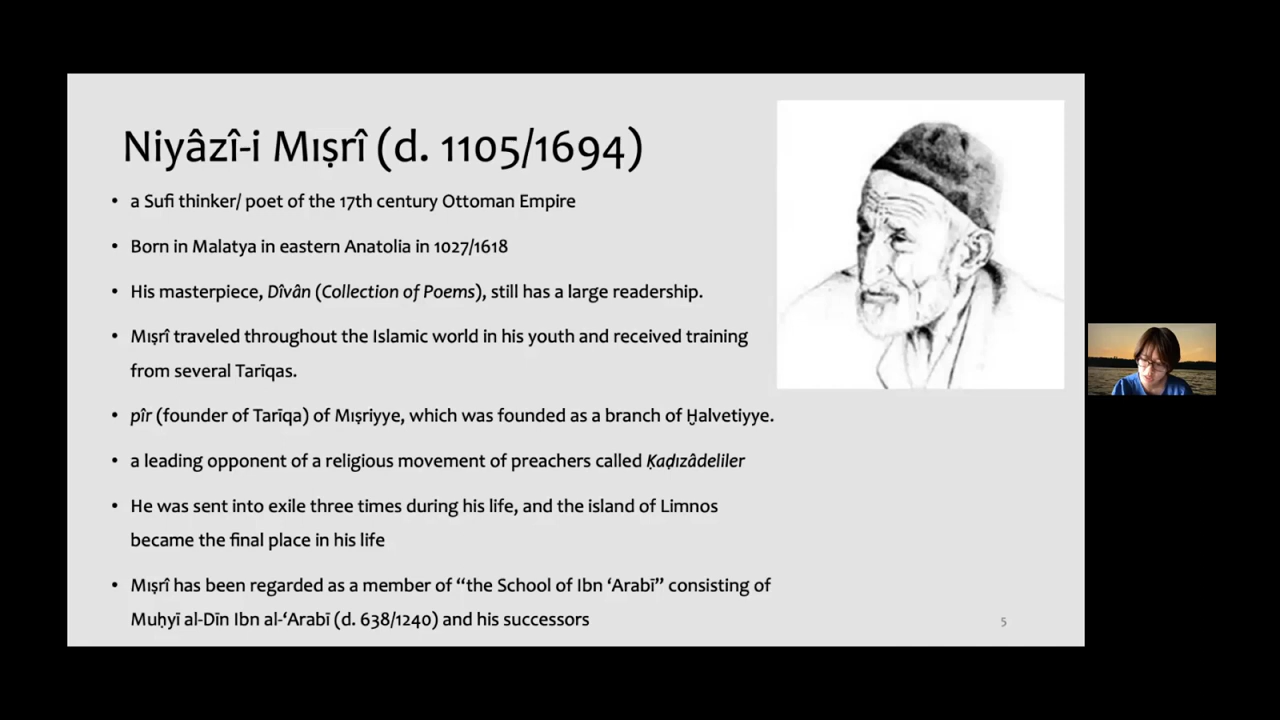 Niyâzî-i Mıṣrî (d. 1105/1694)
• a Sufi thinker/ poet of the 17th century Ottoman Empire
• Born in Malatya in eastern Anatolia in 1027/1618
• His masterpiece, Dîvân (Collection of Poems), still has a large readership.
• Mıṣrî traveled throughout the Islamic world in his youth and received training
from several Tarīqas.
• pîr (founder of Tarīqa) of Mıṣriyye, which was founded as a branch of Ḫalvetiyye.
• a leading opponent of a religious movement of preachers called Ḳaḍızâdeliler
• He was sent into exile three times during his life, and the island of Limnos
became the final place in his life
• Mıṣrî has been regarded as a member of “the School of Ibn ‘Arabī” consisting of
Muḥyī al-Dīn Ibn al-‘Arabī (d. 638/1240) and his successors
5